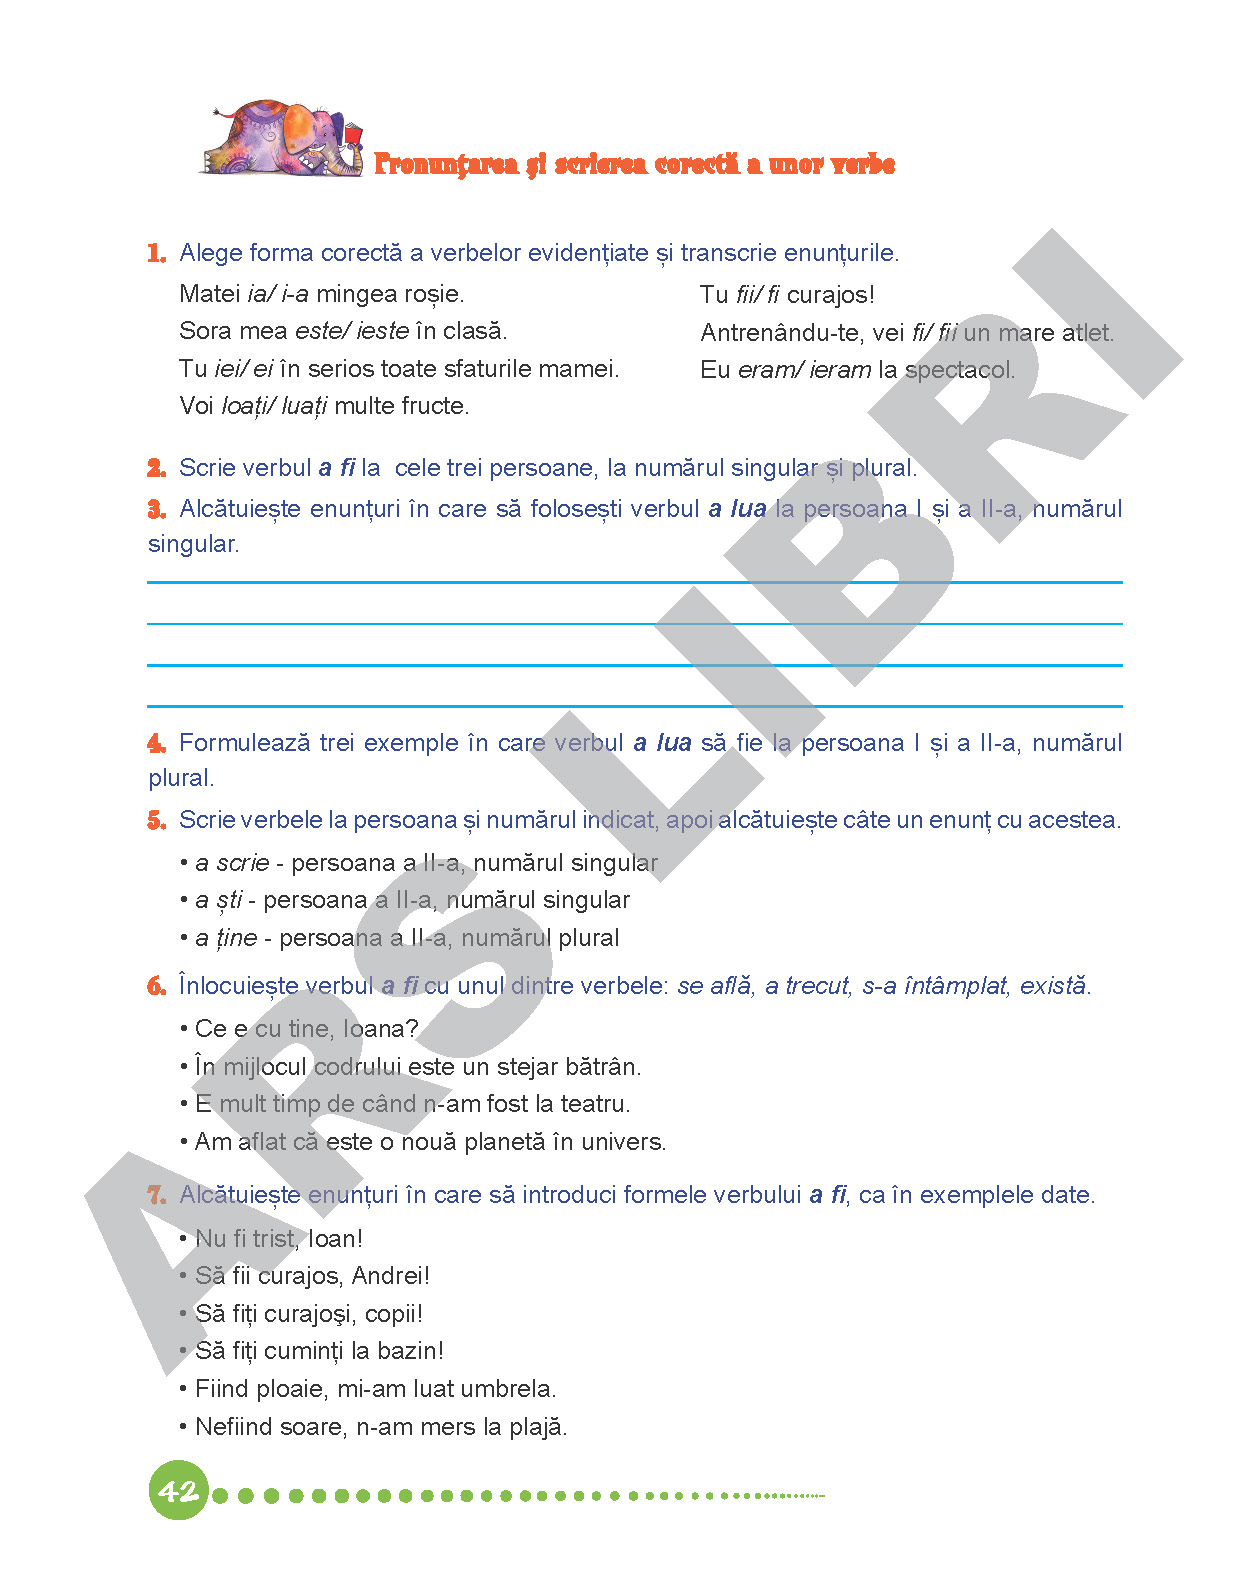 Pronunțarea și scrierea corectă a unor verbe
1. Alege forma corectă a verbelor evidențiate și transcrie enunțurile.
Matei ia/ i-a mingea roșie.
Sora mea este/ ieste în clasă.
Tu iei/ ei în serios toate sfaturile mamei.
Voi loați/ luați multe fructe.
Tu fii/ fi curajos!
Antrenându-te, vei fi/ fii un mare atlet.
Eu eram/ ieram la spectacol.
2. Scrie verbul a fi la cele trei persoane, la numărul singular și plural.
3. Alcătuiește enunțuri în care să folosești verbul a lua la persoana I și a II-a, numărul
singular.
4. Formulează trei exemple în care verbul a lua să fie la persoana I și a II-a, numărul
plural.
5. Scrie verbele la persoana și numărul indicat, apoi alcătuiește câte un enunț cu acestea.
• a scrie - persoana a II-a, numărul singular
• a ști - persoana a II-a, numărul singular
• a ține - persoana a II-a, numărul plural
6. Înlocuiește verbul a fi cu unul dintre verbele: se află, a trecut, s-a întâmplat, există.
• Ce e cu tine, Ioana?
• În mijlocul codrului este un stejar bătrân.
• E mult timp de când n-am fost la teatru.
• Am aflat că este o nouă planetă în univers.
7. Alcătuiește enunțuri în care să introduci formele verbului a fi, ca în exemplele date.
• Nu fi trist, Ioan!
• Să fii curajos, Andrei!
• Să fiți curajoşi, copii!
• Să fiți cuminți la bazin!
• Fiind ploaie, mi-am luat umbrela.
• Nefiind soare, n-am mers la plajă.
42
ARS LIBRI